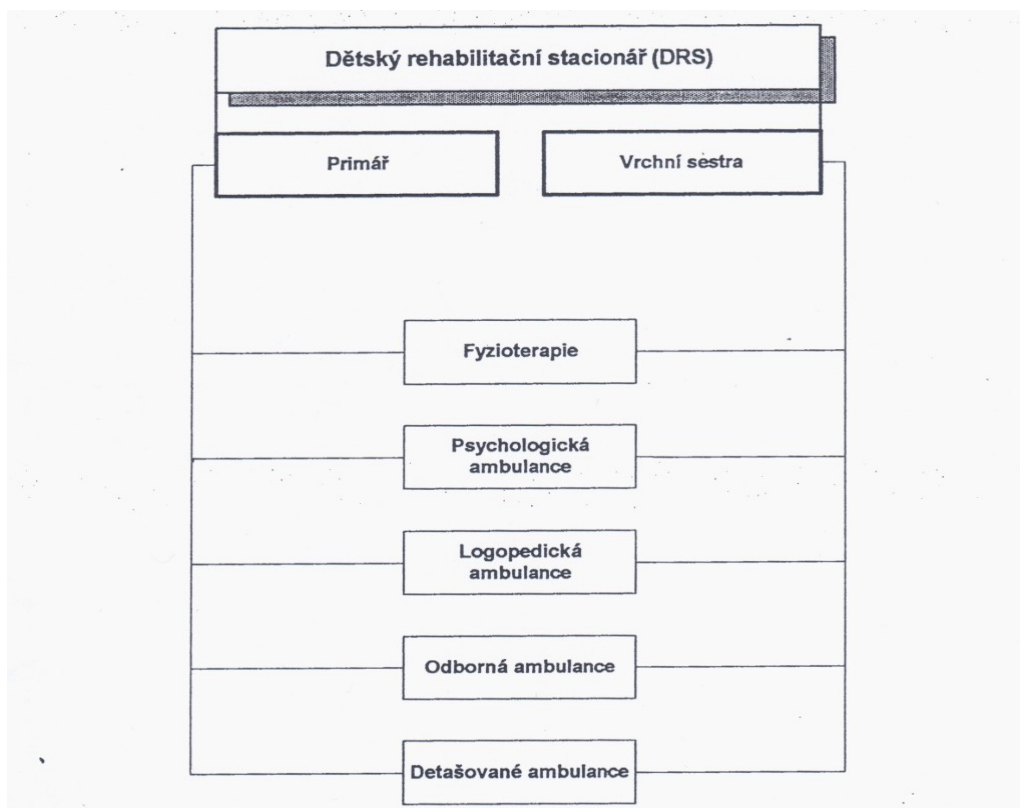 Dětský rehabilitační stacionář (DRS)
Primář
Vrchní sestra
Fyzioterapie
Psychologická
ambulance
Logopedická
ambulance
Odborná ambulance
Detašované ambulance